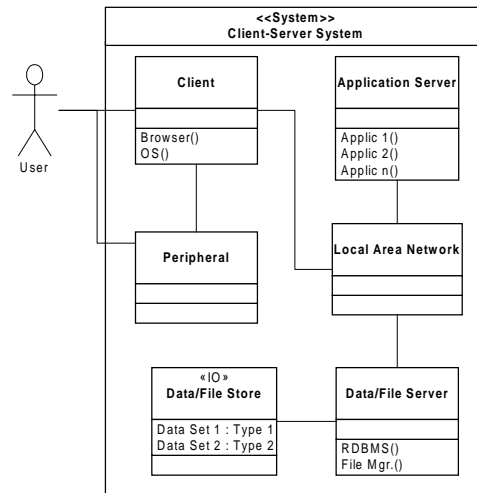 <<System>>
Client-Server System
Client
Browser()
OS()
Application Server
Applic 1()
Applic 2()
Applic n()
User
Peripheral
Local Area Network
«IO»
Data/File Store
Data Set 1 : Type 1
Data Set 2 : Type 2
Data/File Server
RDBMS()
File Mgr.()